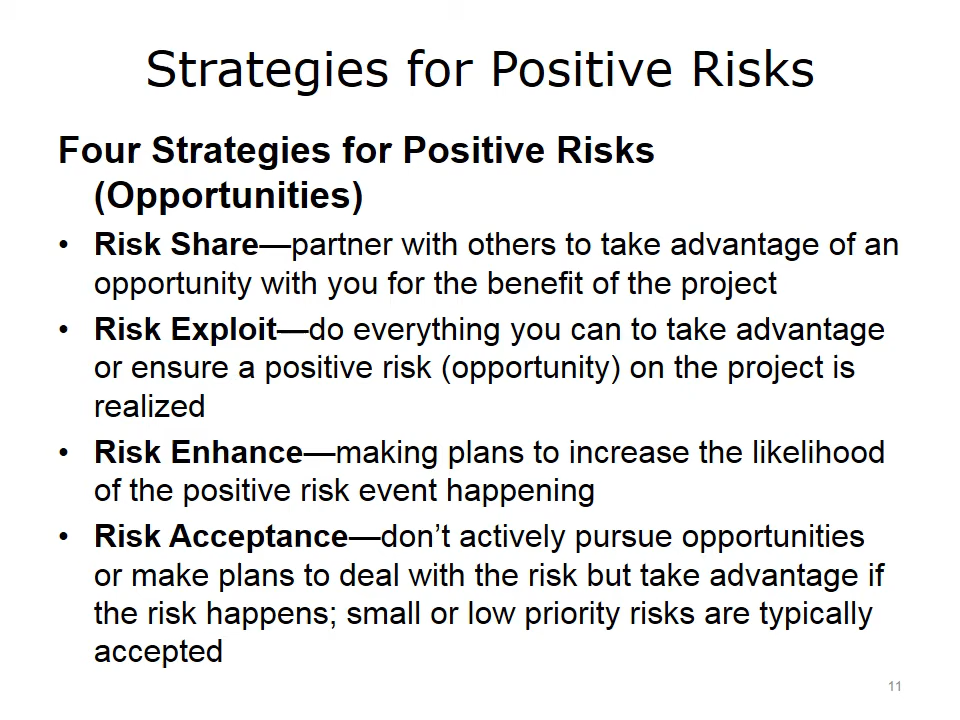 Strategies for Positive Risks
Four Strategies for Positive Risks
(Opportunities)
• Risk Share—partner with others to take advantage of an
opportunity with you for the benefit of the project
• Risk Exploit—do everything you can to take advantage
or ensure a positive risk (opportunity) on the project is
realized
• Risk Enhance—making plans to increase the likelihood
of the positive risk event happening
• Risk Acceptance—don’t actively pursue opportunities
or make plans to deal with the risk but take advantage if
the risk happens; small or low priority risks are typically
accepted
11